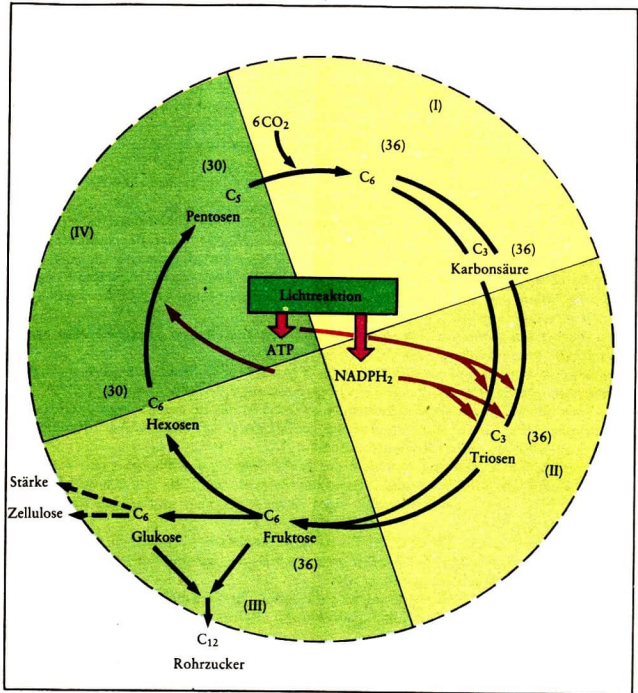 (I)
6CO₂
(36)
(30)
C₆
C₅
Pentosen
(IV)
C₃ (36)
Karbonsäure
Lichtreaktion
ATP
NADPH₂
(30)
C₆
Hexosen
C₃ (36)
Triosen
(II)
Stärke
Zellulose
C₆
Glukose
C₆
Fruktose
(36)
(III)
C₁₂
Rohrzucker